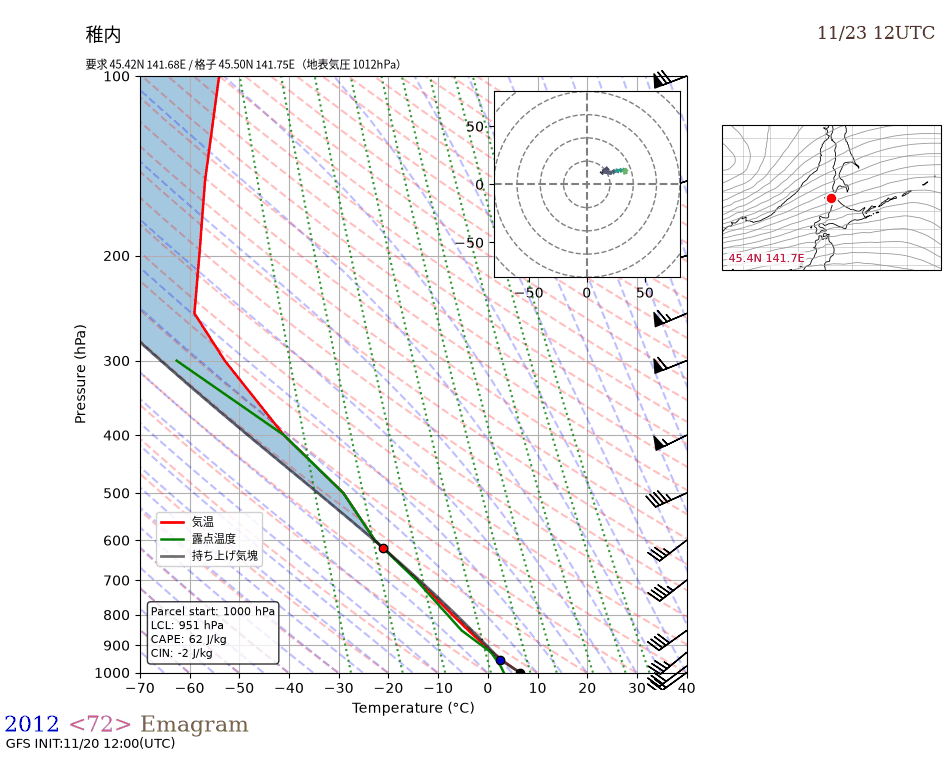 稚内
11/23 12UTC
要求 45.42N 141.68E / 格子 45.50N 141.75E（地表気圧 1012hPa）
100
200
300
400
500
600
700
800
900
1000
Pressure (hPa)
−70 −60 −50 −40 −30 −20 −10 0 10 20 30 40
Temperature (°C)
50
0
−50
−50 0 50
45.4N 141.7E
気温
露点温度
持ち上げ気塊
Parcel start: 1000 hPa
LCL: 951 hPa
CAPE: 62 J/kg
CIN: -2 J/kg
2012 <72> Emagram
GFS INIT:11/20 12:00(UTC)